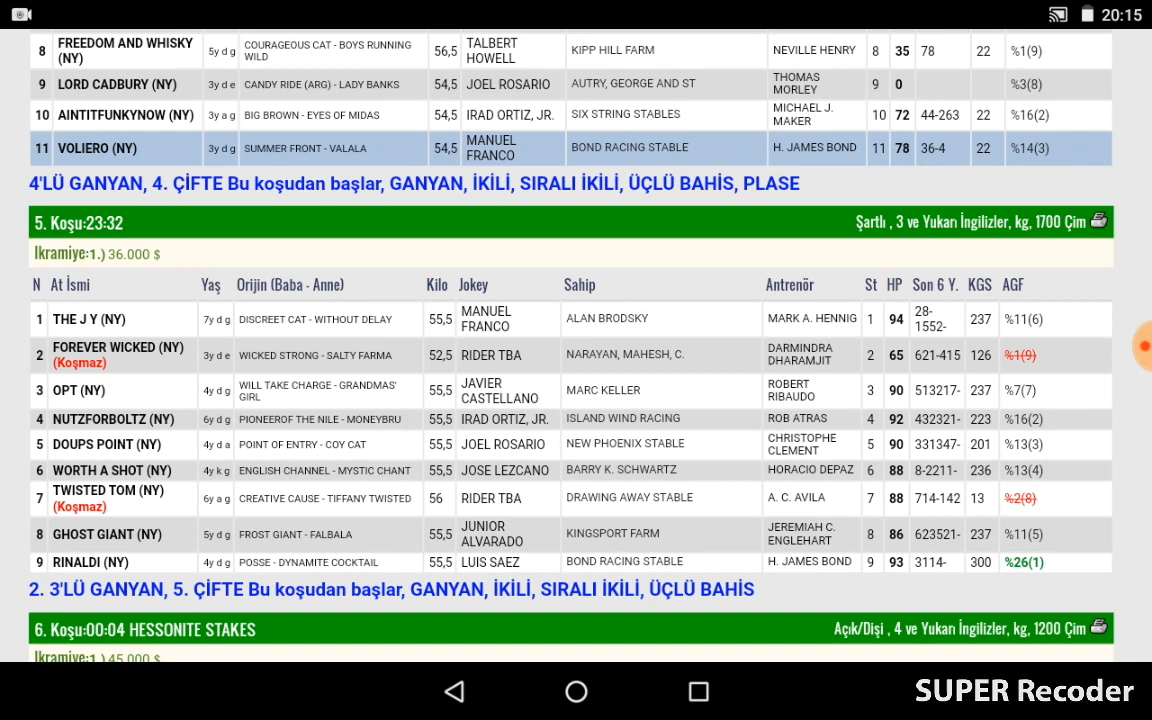 20:15
8 FREEDOM AND WHISKY (NY) 5y d g COURAGEOUS CAT - BOYS RUNNING WILD 56,5 TALBERT HOWELL KIPP HILL FARM NEVILLE HENRY 8 35 78 22 %1(9)
9 LORD CADBURY (NY) 3y d e CANDY RIDE (ARG) - LADY BANKS 54,5 JOEL ROSARIO AUTRY, GEORGE AND ST THOMAS MORLEY 9 0 %3(8)
10 AINTITFUNKYNOW (NY) 3y a g BIG BROWN - EYES OF MIDAS 54,5 IRAD ORTIZ, JR. SIX STRING STABLES MICHAEL J. MAKER 10 72 44-263 22 %16(2)
11 VOLIERO (NY) 3y d g SUMMER FRONT - VALALA 54,5 MANUEL FRANCO BOND RACING STABLE H. JAMES BOND 11 78 36-4 22 %14(3)
4'LÜ GANYAN, 4. ÇİFTE Bu koşudan başlar, GANYAN, İKİLİ, SIRALI İKİLİ, ÜÇLÜ BAHİS, PLASE
5. Koşu:23:32 Şartlı , 3 ve Yukarı İngilizler, kg, 1700 Çim
İkramiye:1.) 36.000 $
N At İsmi Yaş Orijin (Baba - Anne) Kilo Jokey Sahip Antrenör St HP Son 6 Y. KGS AGF
1 THE J Y (NY) 7y d g DISCREET CAT - WITHOUT DELAY 55,5 MANUEL FRANCO ALAN BRODSKY MARK A. HENNIG 1 94 28-1552- 237 %11(6)
2 FOREVER WICKED (NY) (Koşmaz) 3y d e WICKED STRONG - SALTY FARMA 52,5 RIDER TBA NARAYAN, MAHESH, C. DARMINDRA DHARAMJIT 2 65 621-415 126 %1(9)
3 OPT (NY) 4y d g WILL TAKE CHARGE - GRANDMAS' GIRL 55,5 JAVIER CASTELLANO MARC KELLER ROBERT RIBAUDO 3 90 513217- 237 %7(7)
4 NUTZFORBOLTZ (NY) 6y d g PIONEEROF THE NILE - MONEYBRU 55,5 IRAD ORTIZ, JR. ISLAND WIND RACING ROB ATRAS 4 92 432321- 223 %16(2)
5 DOUPS POINT (NY) 4y d a POINT OF ENTRY - COY CAT 55,5 JOEL ROSARIO NEW PHOENIX STABLE CHRISTOPHE CLEMENT 5 90 331347- 201 %13(3)
6 WORTH A SHOT (NY) 4y k g ENGLISH CHANNEL - MYSTIC CHANT 55,5 JOSE LEZCANO BARRY K. SCHWARTZ HORACIO DEPAZ 6 88 8-2211- 236 %13(4)
7 TWISTED TOM (NY) (Koşmaz) 6y a g CREATIVE CAUSE - TIFFANY TWISTED 56 RIDER TBA DRAWING AWAY STABLE A. C. AVILA 7 88 714-142 13 %2(8)
8 GHOST GIANT (NY) 5y d g FROST GIANT - FALBALA 55,5 JUNIOR ALVARADO KINGSPORT FARM JEREMIAH C. ENGLEHART 8 86 623521- 237 %11(5)
9 RINALDI (NY) 4y d g POSSE - DYNAMITE COCKTAIL 55,5 LUIS SAEZ BOND RACING STABLE H. JAMES BOND 9 93 3114- 300 %26(1)
2. 3'LÜ GANYAN, 5. ÇİFTE Bu koşudan başlar, GANYAN, İKİLİ, SIRALI İKİLİ, ÜÇLÜ BAHİS
6. Koşu:00:04 HESSONITE STAKES Açık/Dişi , 4 ve Yukarı İngilizler, kg, 1200 Çim
İkramiye:1.) 45.000 $
SUPER Recoder